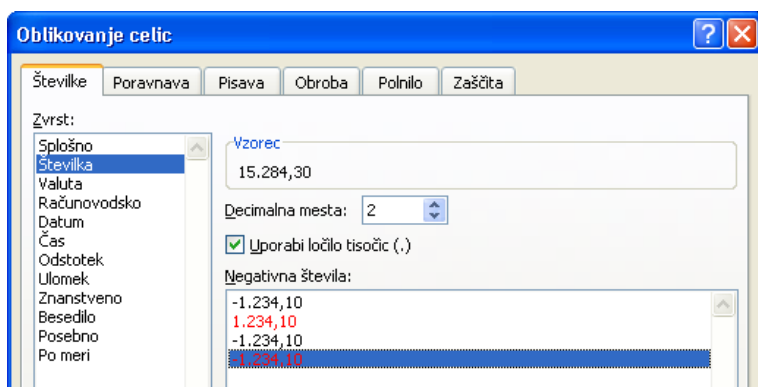 Oblikovanje celic
Številke Poravnava Pisava Obroba Polnilo Zaščita
Zvrst:
Splošno
Številka
Valuta
Računovodsko
Datum
Čas
Odstotek
Ulomek
Znanstveno
Besedilo
Posebno
Po meri
Vzorec
15.284,30
Decimalna mesta: 2
Uporabi ločilo tisočic (.)
Negativna števila:
-1.234,10
1.234,10
-1.234,10
-1.234,10